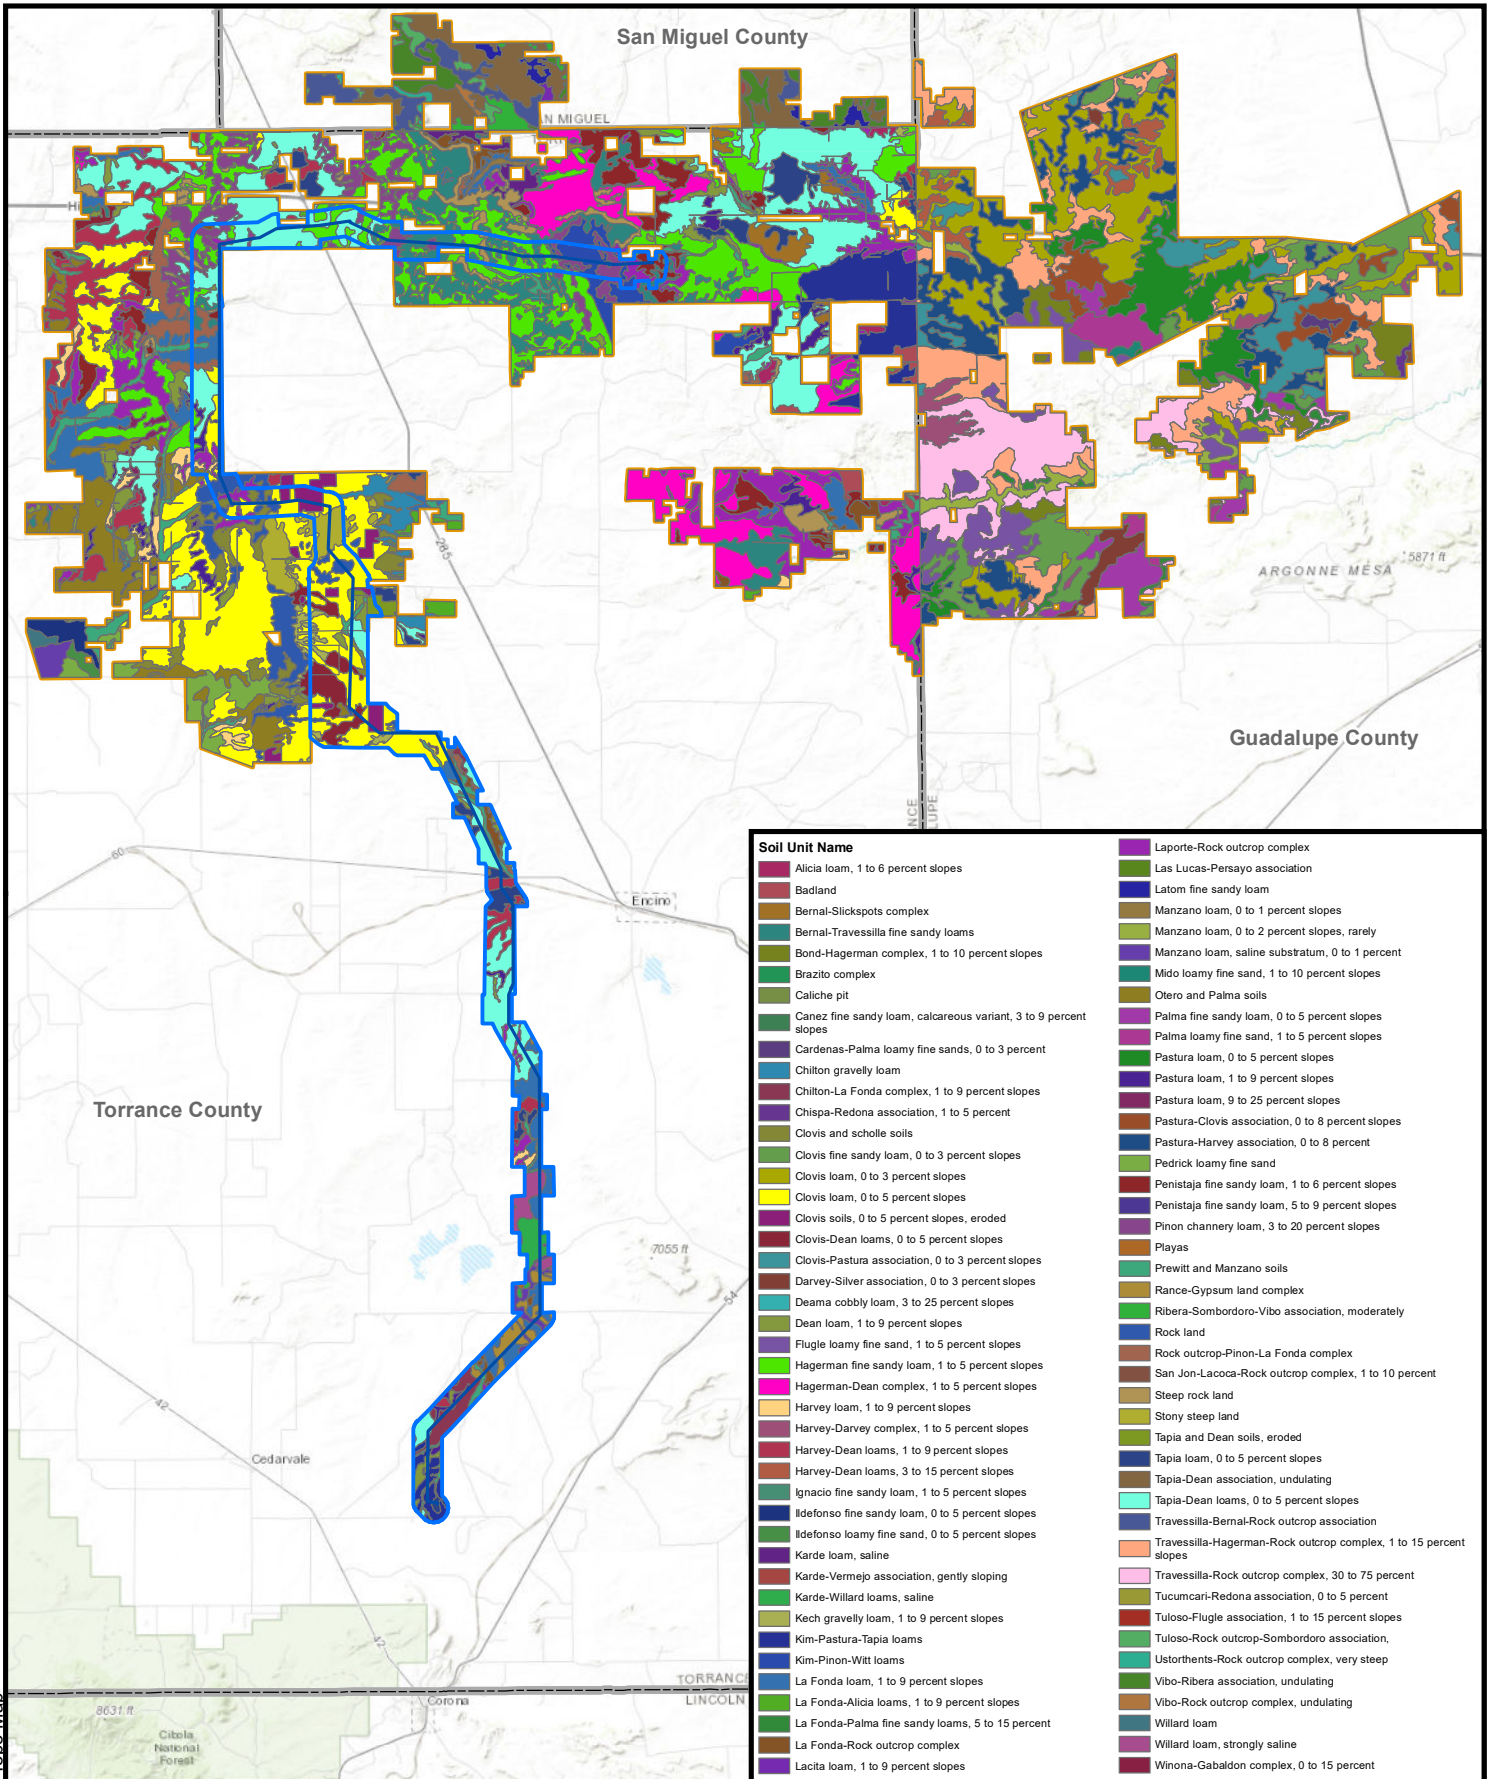 San Miguel County
AN MIGUEL
285
5871 ft
ARGONNE MESA
Guadalupe County
60
Encino
Torrance County
7055 ft
54
42
Cedarvale
42
TORRANCE
LINCOLN
Corona
8631 ft
Cibola
National
Forest
Soil Unit Name
Alicia loam, 1 to 6 percent slopes
Badland
Bernal-Slickspots complex
Bernal-Travessilla fine sandy loams
Bond-Hagerman complex, 1 to 10 percent slopes
Brazito complex
Caliche pit
Canez fine sandy loam, calcareous variant, 3 to 9 percent
slopes
Cardenas-Palma loamy fine sands, 0 to 3 percent
Chilton gravelly loam
Chilton-La Fonda complex, 1 to 9 percent slopes
Chispa-Redona association, 1 to 5 percent
Clovis and scholle soils
Clovis fine sandy loam, 0 to 3 percent slopes
Clovis loam, 0 to 3 percent slopes
Clovis loam, 0 to 5 percent slopes
Clovis soils, 0 to 5 percent slopes, eroded
Clovis-Dean loams, 0 to 5 percent slopes
Clovis-Pastura association, 0 to 3 percent slopes
Darvey-Silver association, 0 to 3 percent slopes
Deama cobbly loam, 3 to 25 percent slopes
Dean loam, 1 to 9 percent slopes
Flugle loamy fine sand, 1 to 5 percent slopes
Hagerman fine sandy loam, 1 to 5 percent slopes
Hagerman-Dean complex, 1 to 5 percent slopes
Harvey loam, 1 to 9 percent slopes
Harvey-Darvey complex, 1 to 5 percent slopes
Harvey-Dean loams, 1 to 9 percent slopes
Harvey-Dean loams, 3 to 15 percent slopes
Ignacio fine sandy loam, 1 to 5 percent slopes
Ildefonso fine sandy loam, 0 to 5 percent slopes
Ildefonso loamy fine sand, 0 to 5 percent slopes
Karde loam, saline
Karde-Vermejo association, gently sloping
Karde-Willard loams, saline
Kech gravelly loam, 1 to 9 percent slopes
Kim-Pastura-Tapia loams
Kim-Pinon-Witt loams
La Fonda loam, 1 to 9 percent slopes
La Fonda-Alicia loams, 1 to 9 percent slopes
La Fonda-Palma fine sandy loams, 5 to 15 percent
La Fonda-Rock outcrop complex
Lacita loam, 1 to 9 percent slopes
Laporte-Rock outcrop complex
Las Lucas-Persayo association
Latom fine sandy loam
Manzano loam, 0 to 1 percent slopes
Manzano loam, 0 to 2 percent slopes, rarely
Manzano loam, saline substratum, 0 to 1 percent
Mido loamy fine sand, 1 to 10 percent slopes
Otero and Palma soils
Palma fine sandy loam, 0 to 5 percent slopes
Palma loamy fine sand, 1 to 5 percent slopes
Pastura loam, 0 to 5 percent slopes
Pastura loam, 1 to 9 percent slopes
Pastura loam, 9 to 25 percent slopes
Pastura-Clovis association, 0 to 8 percent slopes
Pastura-Harvey association, 0 to 8 percent
Pedrick loamy fine sand
Penistaja fine sandy loam, 1 to 6 percent slopes
Penistaja fine sandy loam, 5 to 9 percent slopes
Pinon channery loam, 3 to 20 percent slopes
Playas
Prewitt and Manzano soils
Rance-Gypsum land complex
Ribera-Sombordoro-Vibo association, moderately
Rock land
Rock outcrop-Pinon-La Fonda complex
San Jon-Lacoca-Rock outcrop complex, 1 to 10 percent
Steep rock land
Stony steep land
Tapia and Dean soils, eroded
Tapia loam, 0 to 5 percent slopes
Tapia-Dean association, undulating
Tapia-Dean loams, 0 to 5 percent slopes
Travessilla-Bernal-Rock outcrop association
Travessilla-Hagerman-Rock outcrop complex, 1 to 15 percent
slopes
Travessilla-Rock outcrop complex, 30 to 75 percent
Tucumcari-Redona association, 0 to 5 percent
Tuloso-Flugle association, 1 to 15 percent slopes
Tuloso-Rock outcrop-Sombordoro association,
Ustorthents-Rock outcrop complex, very steep
Vibo-Ribera association, undulating
Vibo-Rock outcrop complex, undulating
Willard loam
Willard loam, strongly saline
Winona-Gabaldon complex, 0 to 15 percent